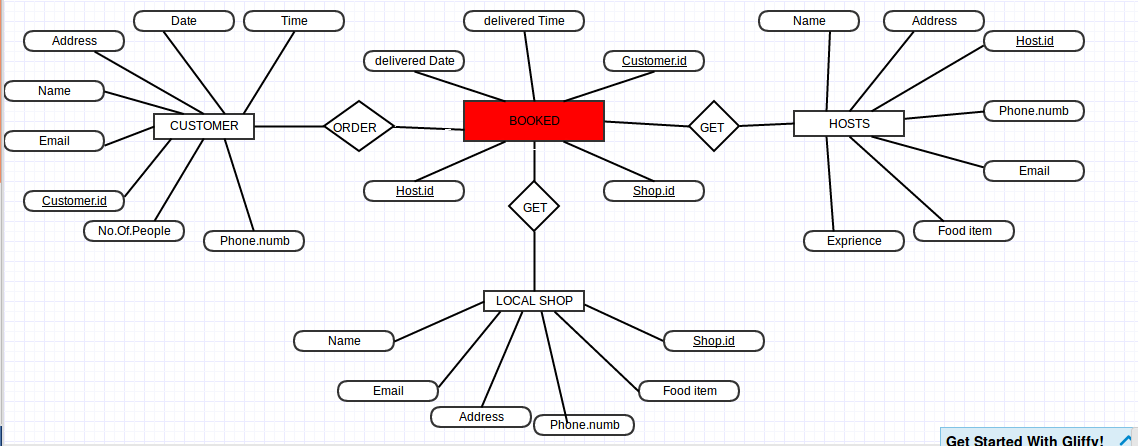 Date
Time
delivered Time
Name
Address
Address
Host.id
delivered Date
Customer.id
Name
Phone.numb
CUSTOMER
ORDER
BOOKED
GET
HOSTS
Email
Email
Customer.id
Host.id
Shop.id
GET
No.Of.People
Phone.numb
Exprience
Food item
LOCAL SHOP
Name
Shop.id
Email
Food item
Address
Phone.numb
Get Started With Gliffy!